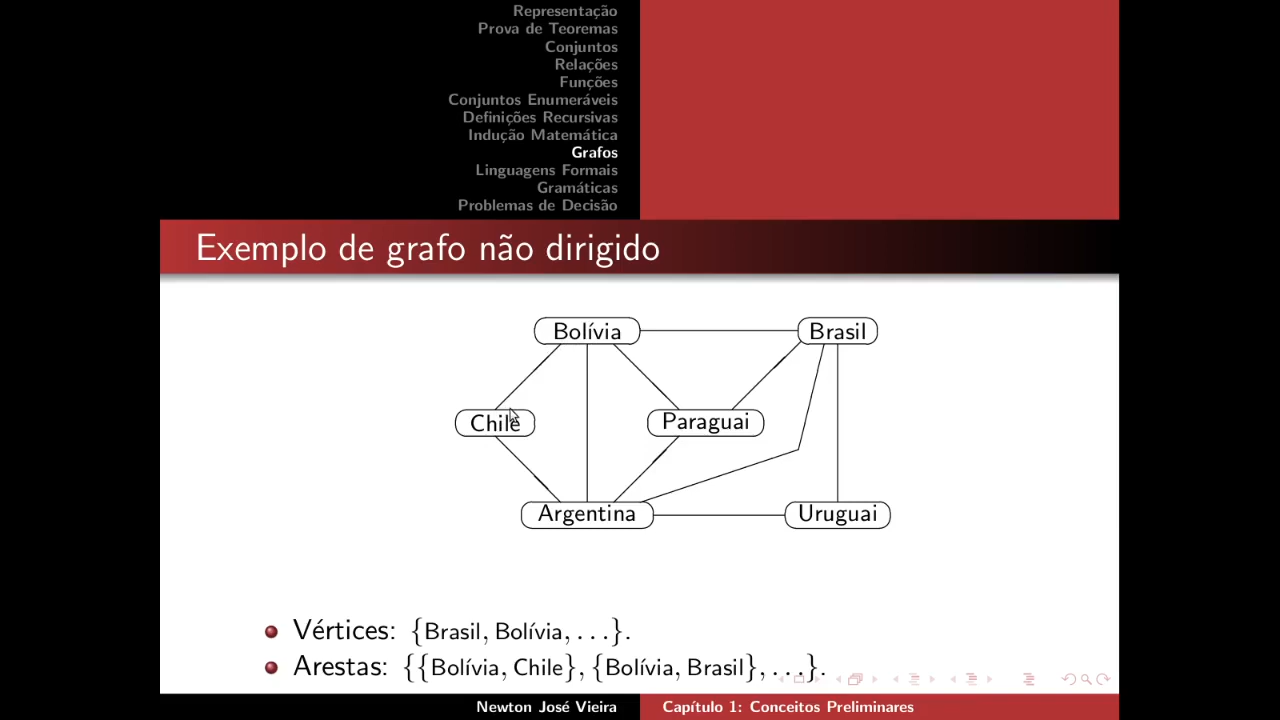 Representação
Prova de Teoremas
Conjuntos
Relações
Funções
Conjuntos Enumeráveis
Definições Recursivas
Indução Matemática
Grafos
Linguagens Formais
Gramáticas
Problemas de Decisão
Exemplo de grafo não dirigido
Bolívia Brasil
Chile Paraguai
Argentina Uruguai
Vértices: {Brasil, Bolívia, . . .}.
Arestas: {{Bolívia, Chile}, {Bolívia, Brasil}, . . .}.
Newton José Vieira Capítulo 1: Conceitos Preliminares